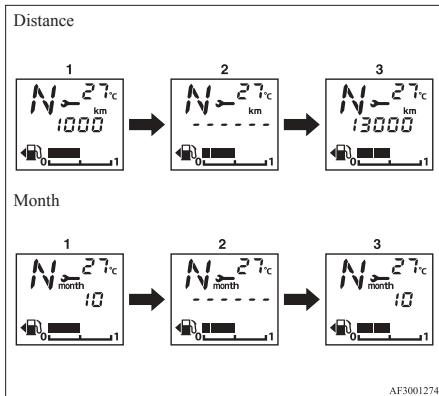 Distance
1 2 3
N 27°C N 27°C N 27°C
km km km
1000 ------ 13000
0 1 0 1 0 1
Month
1 2 3
N 27°C N 27°C N 27°C
month month month
10 ------ 10
0 1 0 1 0 1
AF3001274